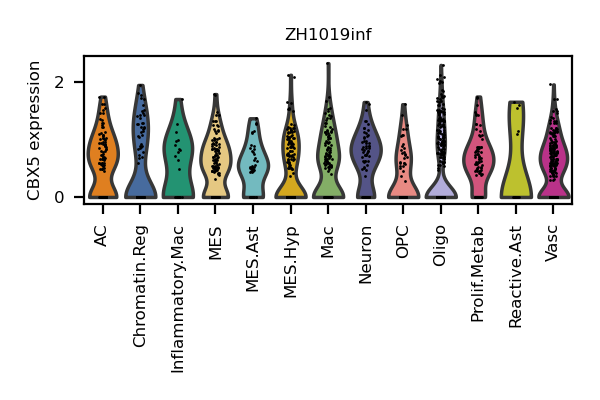 ZH1019inf
CBX5 expression
2
0
AC
Chromatin.Reg
Inflammatory.Mac
MES
MES.Ast
MES.Hyp
Mac
Neuron
OPC
Oligo
Prolif.Metab
Reactive.Ast
Vasc